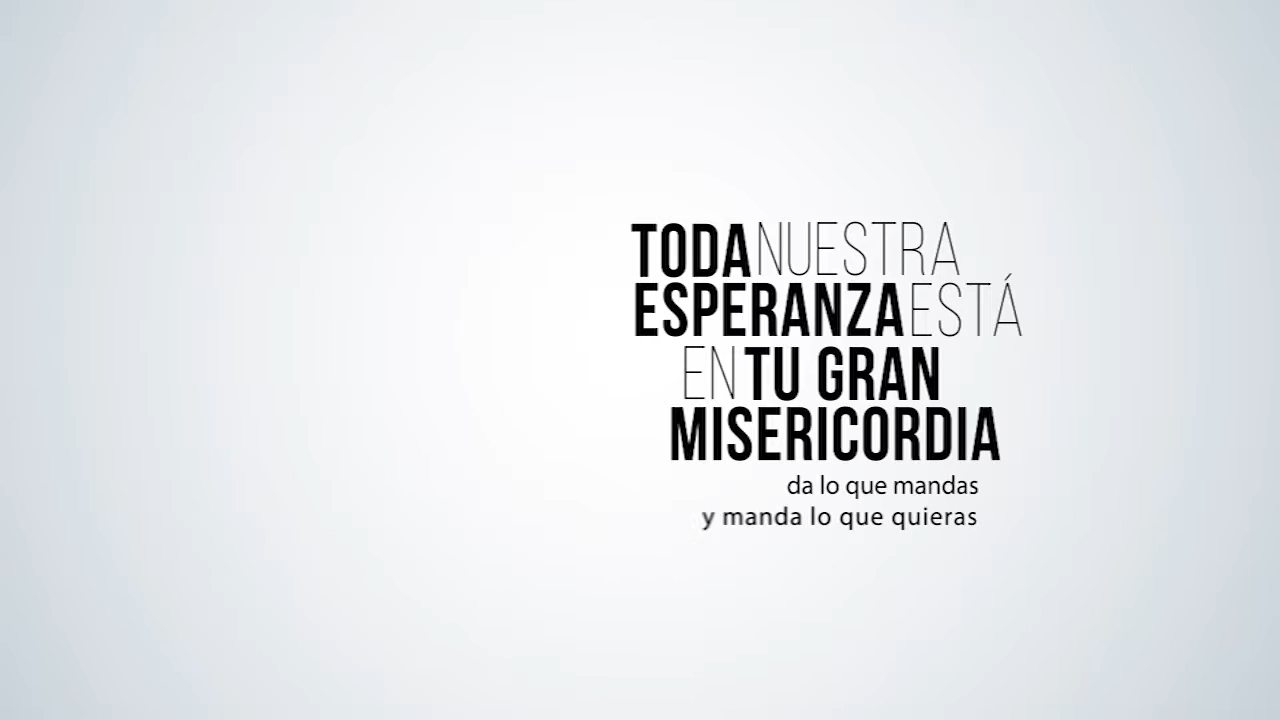 TODA NUESTRA
ESPERANZA ESTÁ
EN TU GRAN
MISERICORDIA
da lo que mandas
y manda lo que quieras